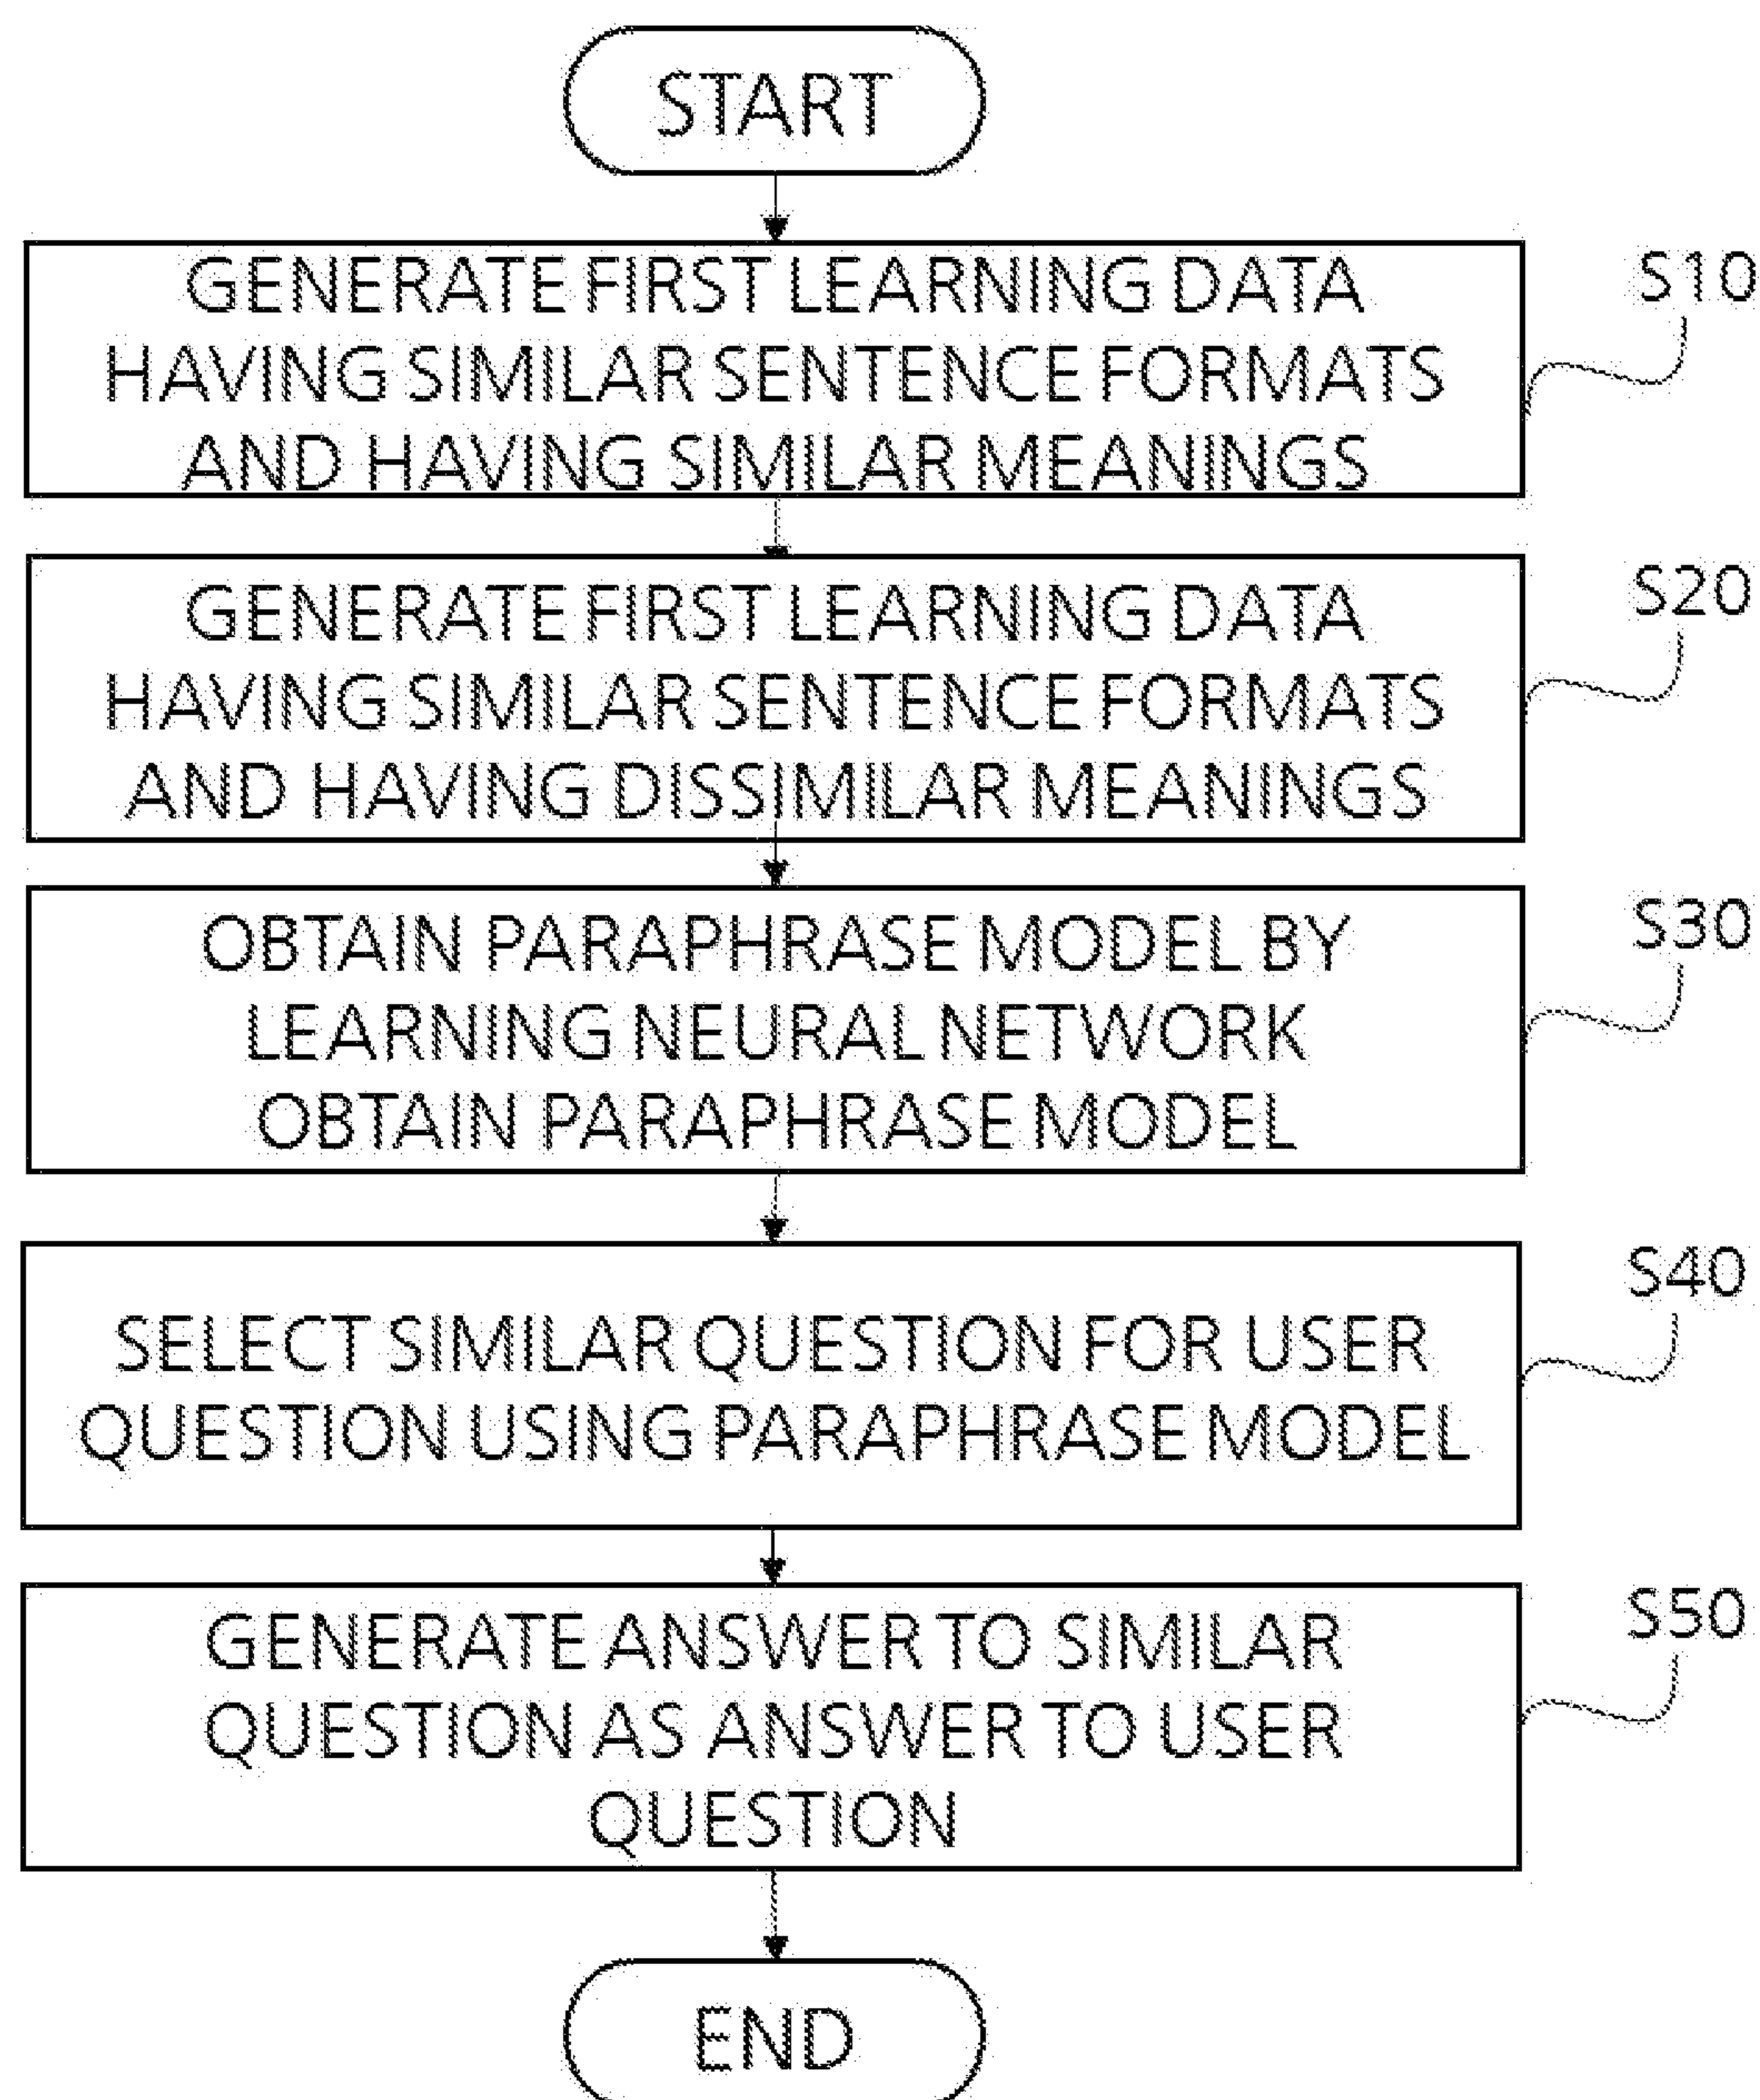 START
GENERATE FIRST LEARNING DATA
HAVING SIMILAR SENTENCE FORMATS
AND HAVING SIMILAR MEANINGS
S10
GENERATE FIRST LEARNING DATA
HAVING SIMILAR SENTENCE FORMATS
AND HAVING DISSIMILAR MEANINGS
S20
OBTAIN PARAPHRASE MODEL BY
LEARNING NEURAL NETWORK
OBTAIN PARAPHRASE MODEL
S30
SELECT SIMILAR QUESTION FOR USER
QUESTION USING PARAPHRASE MODEL
S40
GENERATE ANSWER TO SIMILAR
QUESTION AS ANSWER TO USER
QUESTION
S50
END